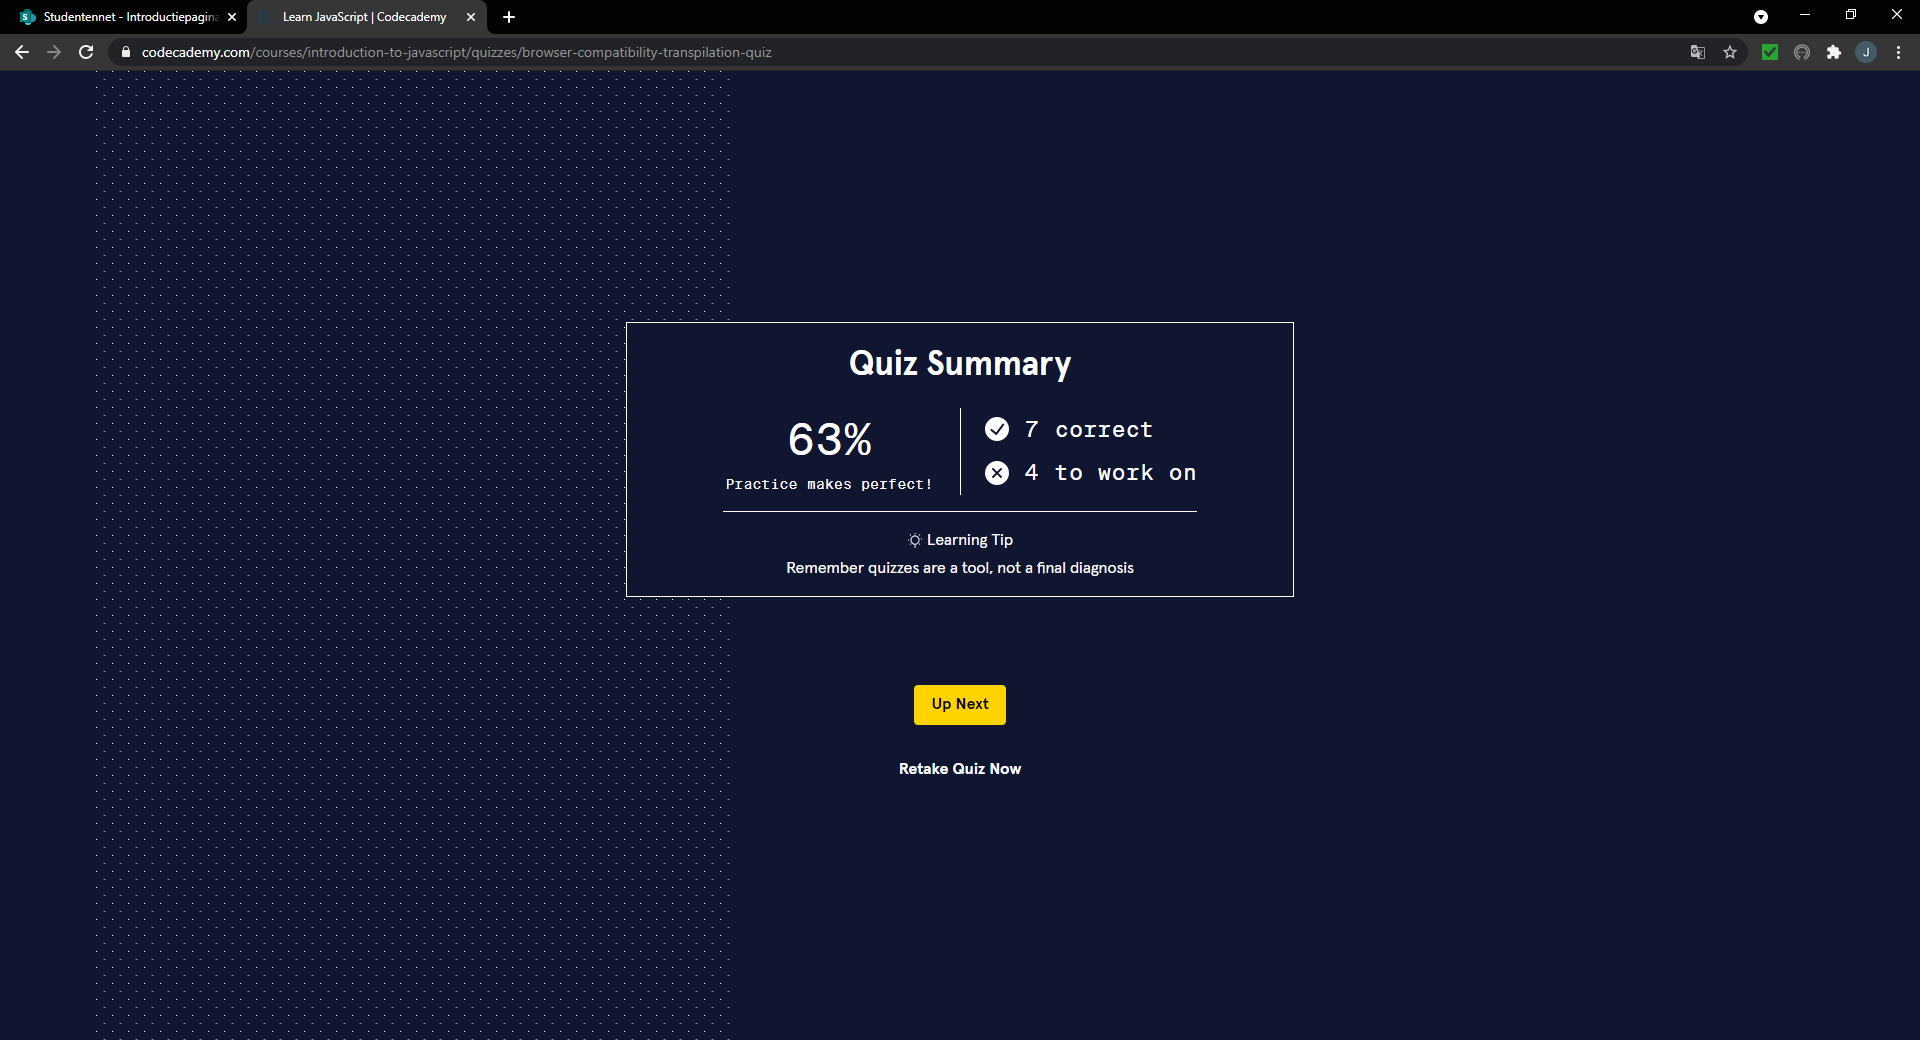 Studentennet - Introductiepagina
Learn JavaScript | Codecademy
codecademy.com/courses/introduction-to-javascript/quizzes/browser-compatibility-transpilation-quiz
J
Quiz Summary
63%
Practice makes perfect!
7 correct
4 to work on
Learning Tip
Remember quizzes are a tool, not a final diagnosis
Up Next
Retake Quiz Now